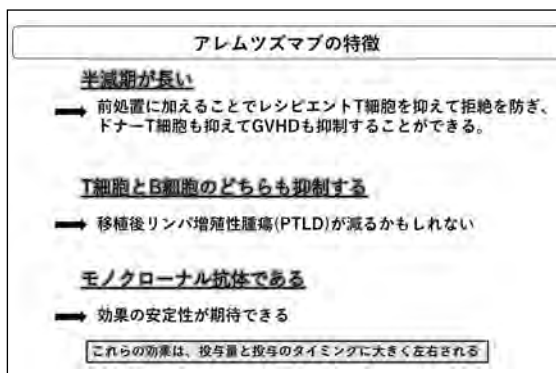 アレムツズマブの特徴
半減期が長い
前処置に加えることでレシピエントT細胞を抑えて拒絶を防ぎ、
ドナーT細胞も抑えてGVHDも抑制することができる。
T細胞とB細胞のどちらも抑制する
移植後リンパ増殖性腫瘍(PTLD)が減るかもしれない
モノクローナル抗体である
効果の安定性が期待できる
これらの効果は、投与量と投与のタイミングに大きく左右される